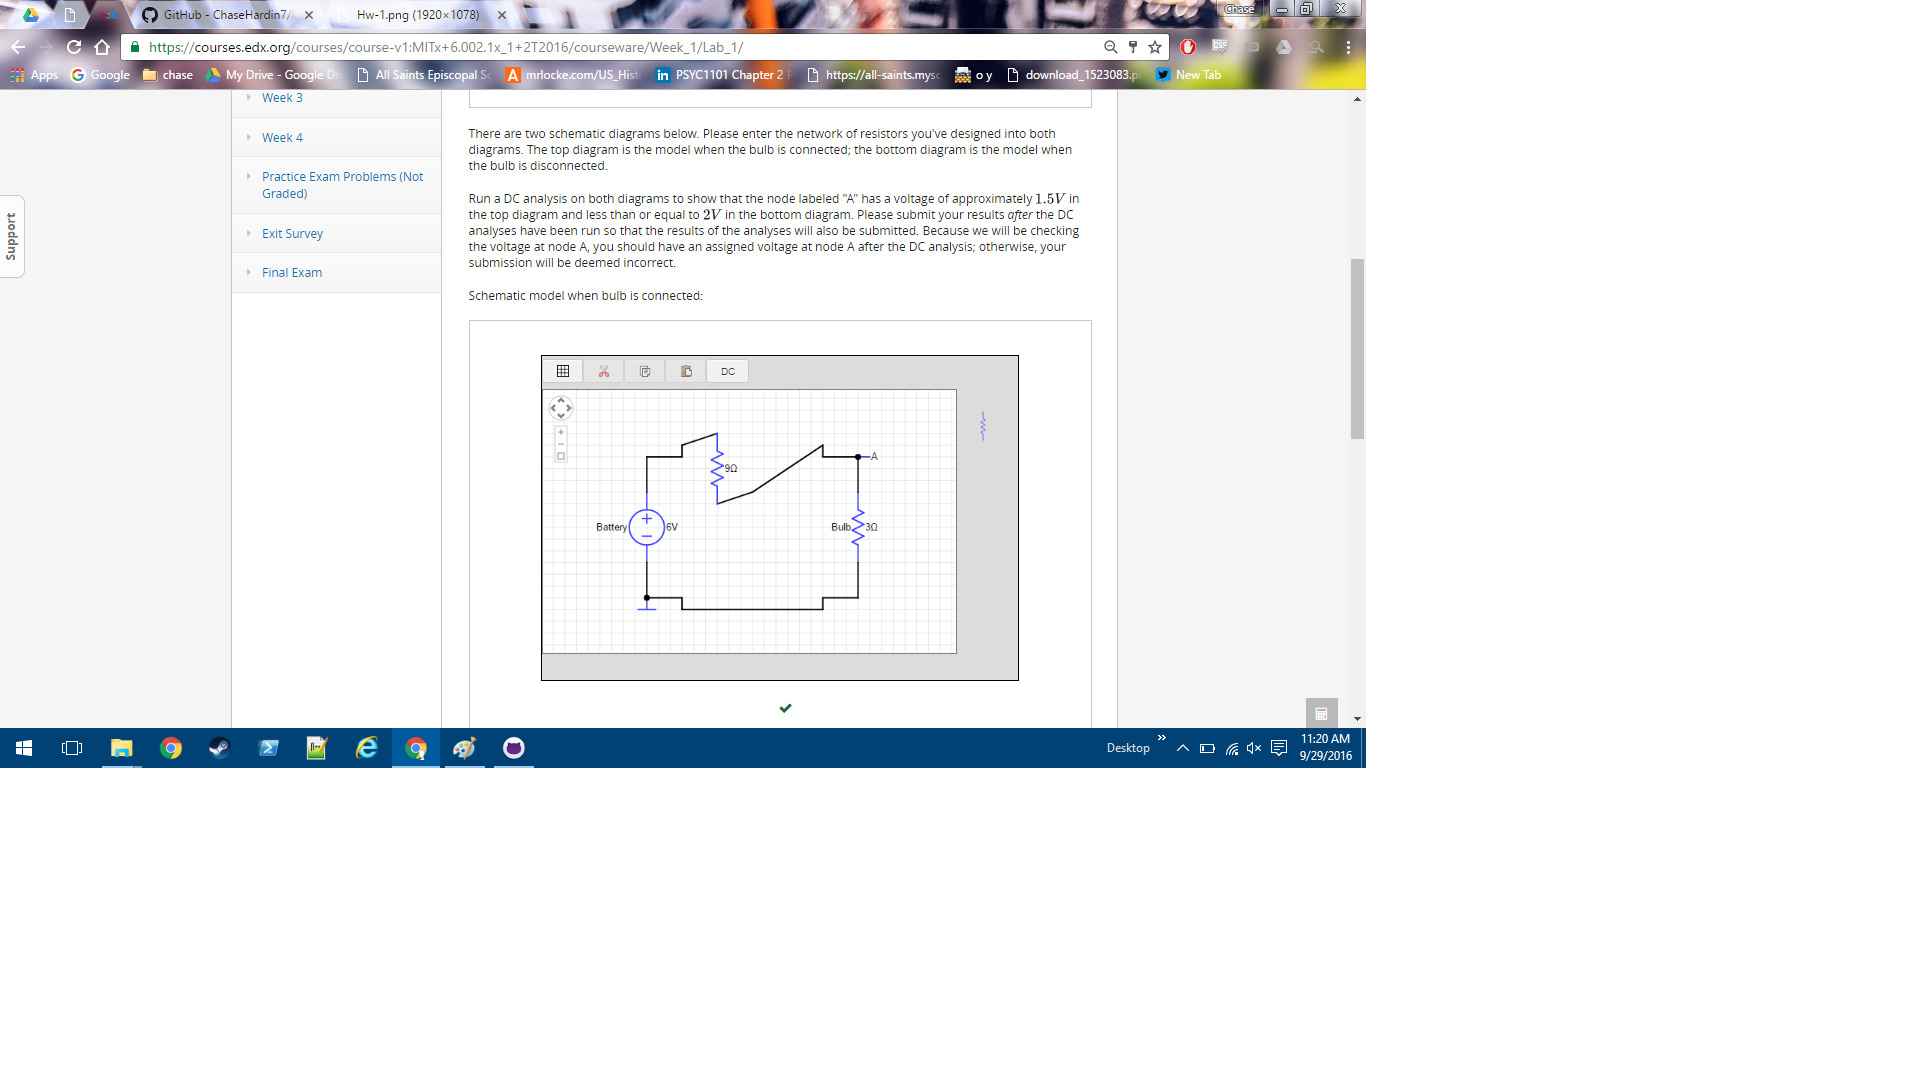 Chase
GitHub - ChaseHardin7/
Hw-1.png (1920×1078)
https://courses.edx.org/courses/course-v1:MITx+6.002.1x_1+2T2016/courseware/Week_1/Lab_1/
Apps Google chase My Drive - Google D All Saints Episcopal Sc mrlocke.com/US_Hist PSYC1101 Chapter 2 https://all-saints.mysc o y download_1523083.p New Tab
Week 3
Week 4
Practice Exam Problems (Not
Graded)
Exit Survey
Final Exam
Support
There are two schematic diagrams below. Please enter the network of resistors you've designed into both
diagrams. The top diagram is the model when the bulb is connected; the bottom diagram is the model when
the bulb is disconnected.
Run a DC analysis on both diagrams to show that the node labeled "A" has a voltage of approximately 1.5V in
the top diagram and less than or equal to 2V in the bottom diagram. Please submit your results after the DC
analyses have been run so that the results of the analyses will also be submitted. Because we will be checking
the voltage at node A, you should have an assigned voltage at node A after the DC analysis; otherwise, your
submission will be deemed incorrect.
Schematic model when bulb is connected:
DC
9Ω
A
Battery
6V
Bulb
3Ω
Desktop
11:20 AM
9/29/2016